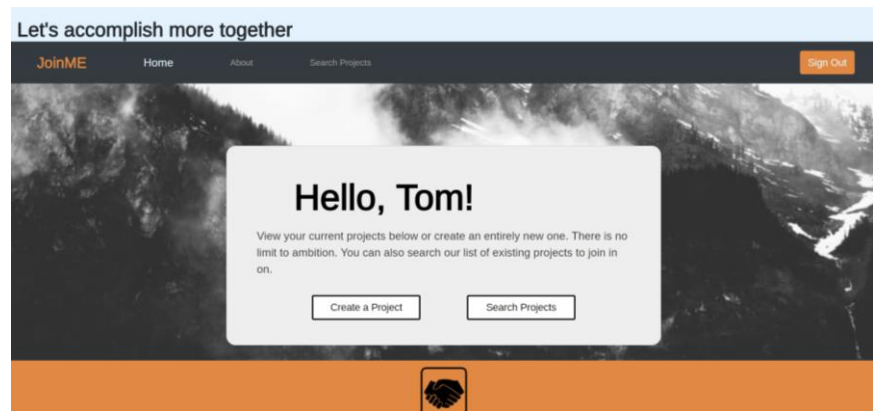 Let's accomplish more together
JoinME Home About Search Projects Sign Out
Hello, Tom!
View your current projects below or create an entirely new one. There is no
limit to ambition. You can also search our list of existing projects to join in
on.
Create a Project Search Projects